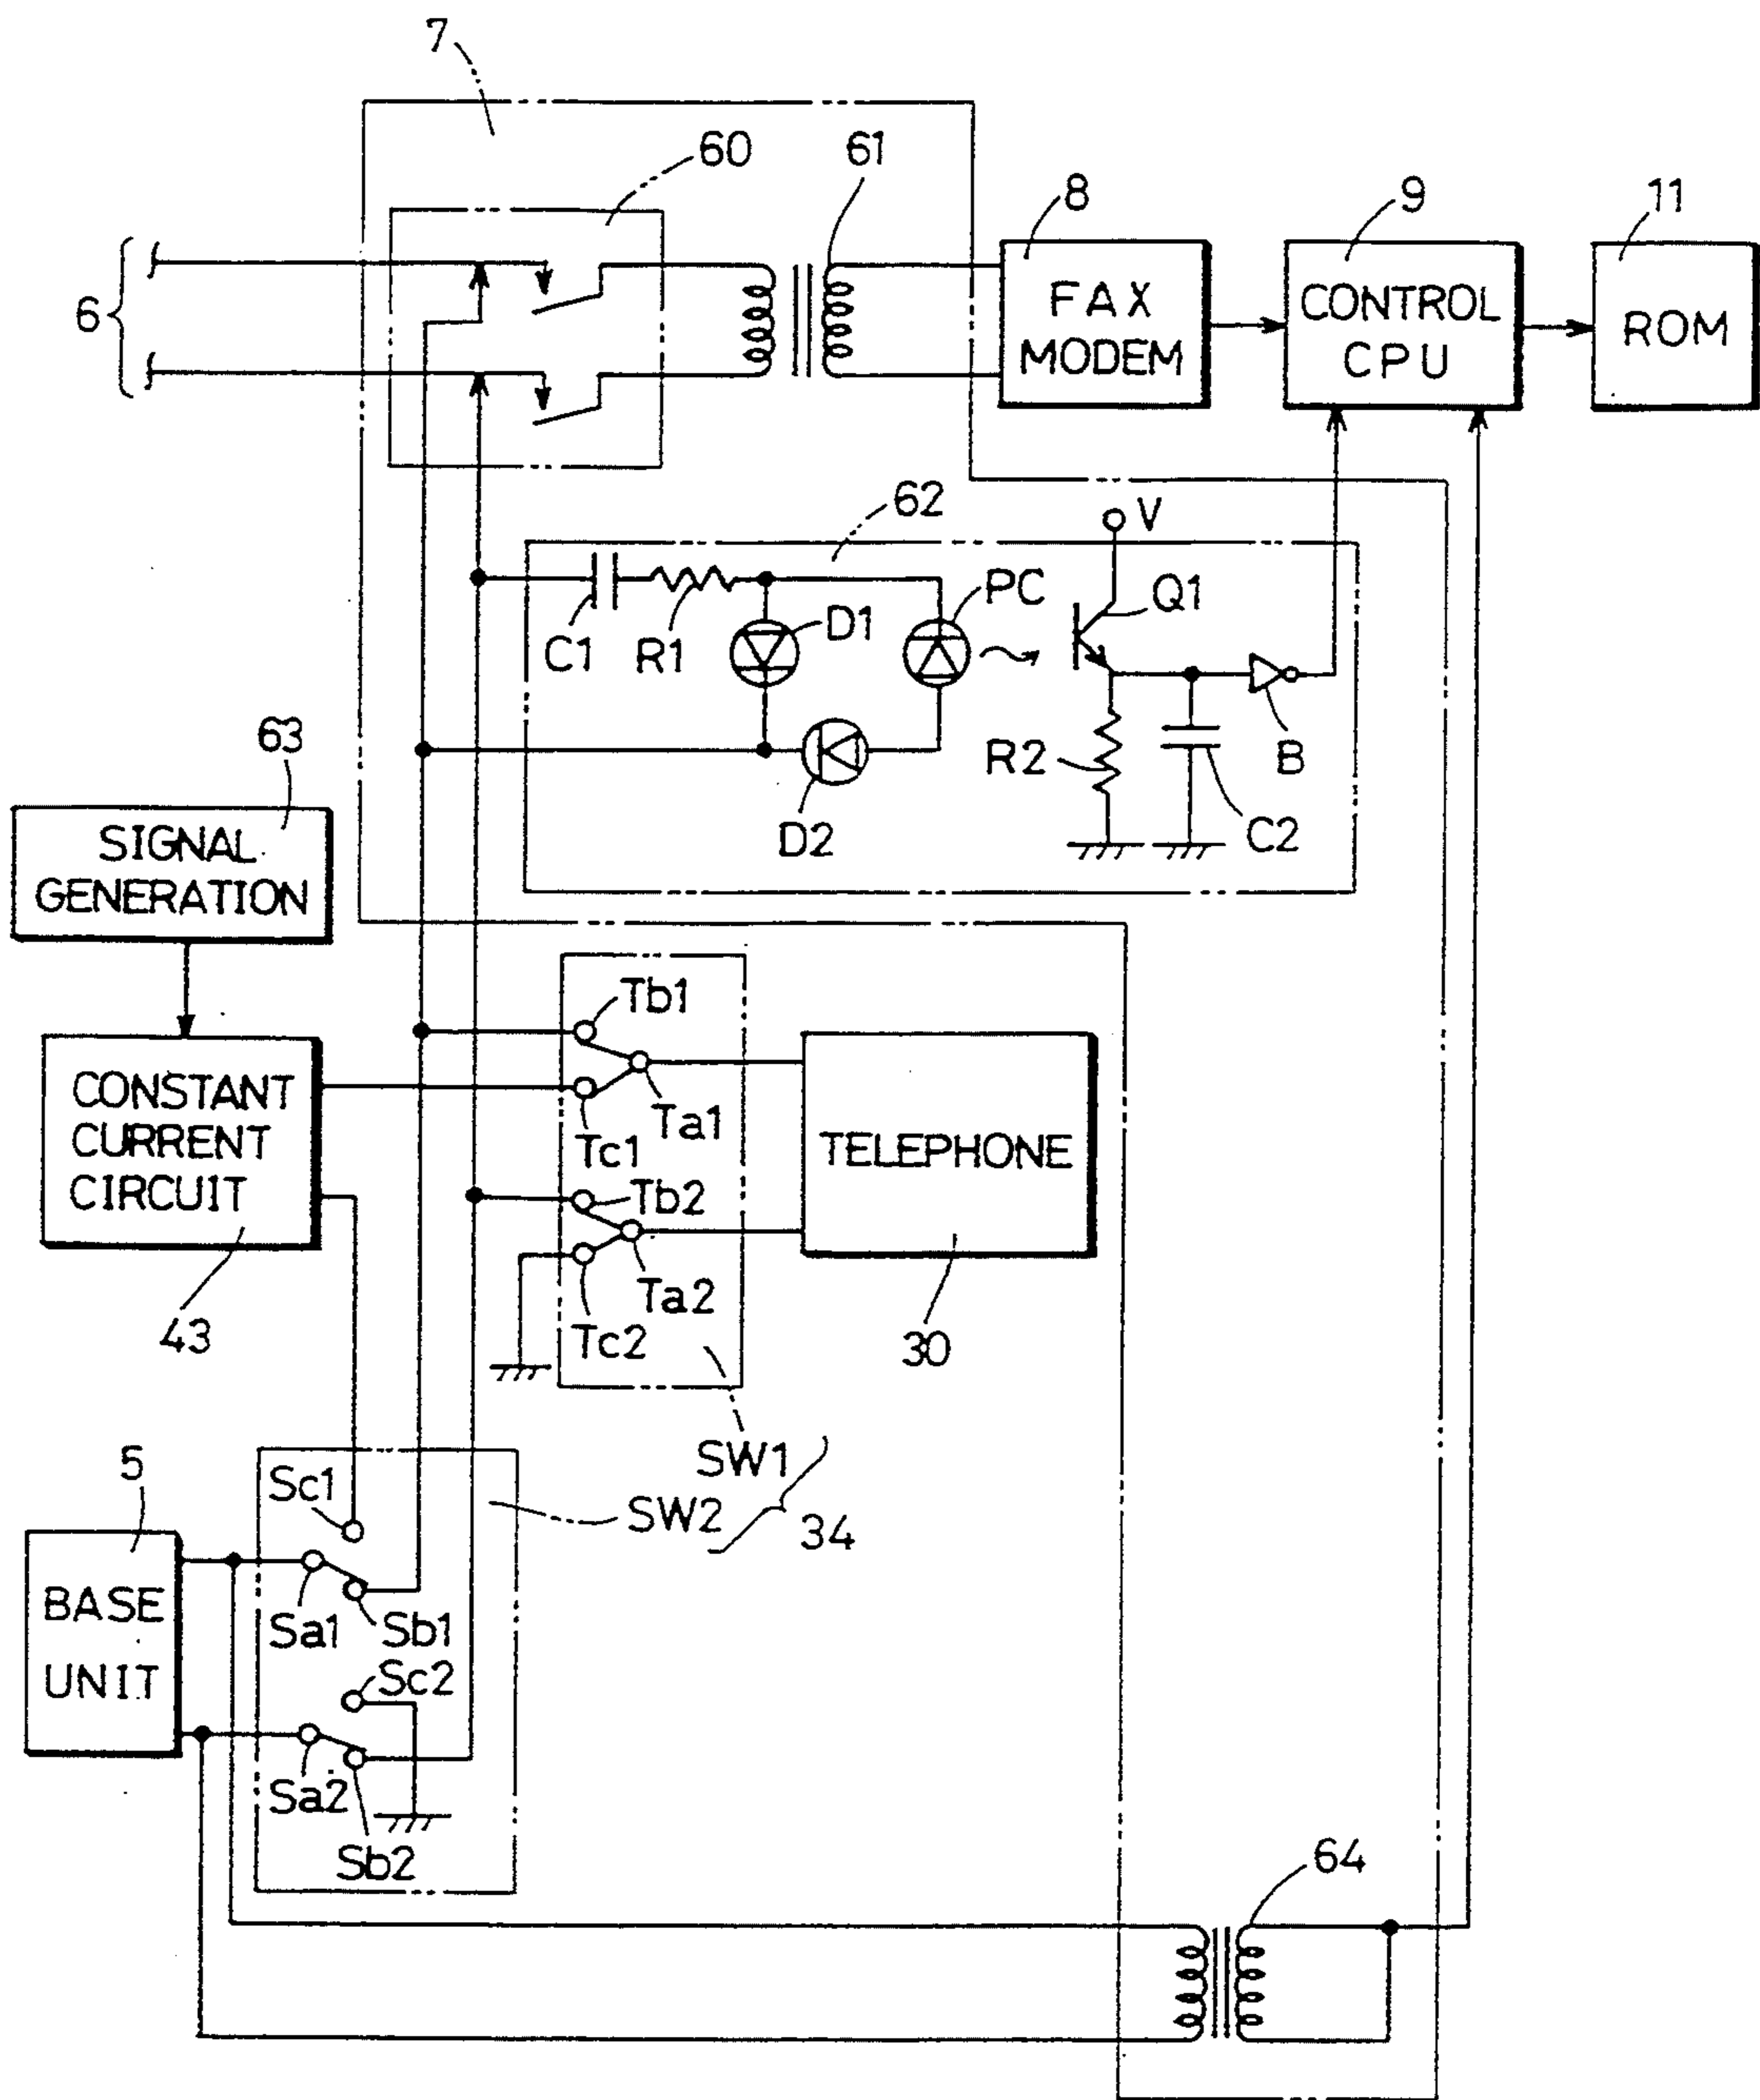 7
60
61
8
9
11
6
FAX
MODEM
CONTROL
CPU
ROM
62
V
PC
Q1
C1
R1
D1
R2
B
C2
D2
63
SIGNAL
GENERATION
Tb1
CONSTANT
CURRENT
CIRCUIT
Tc1
Ta1
TELEPHONE
Tb2
Ta2
Tc2
43
30
SW1
SW2
34
5
Sc1
BASE
UNIT
Sa1
Sb1
Sc2
Sa2
Sb2
64